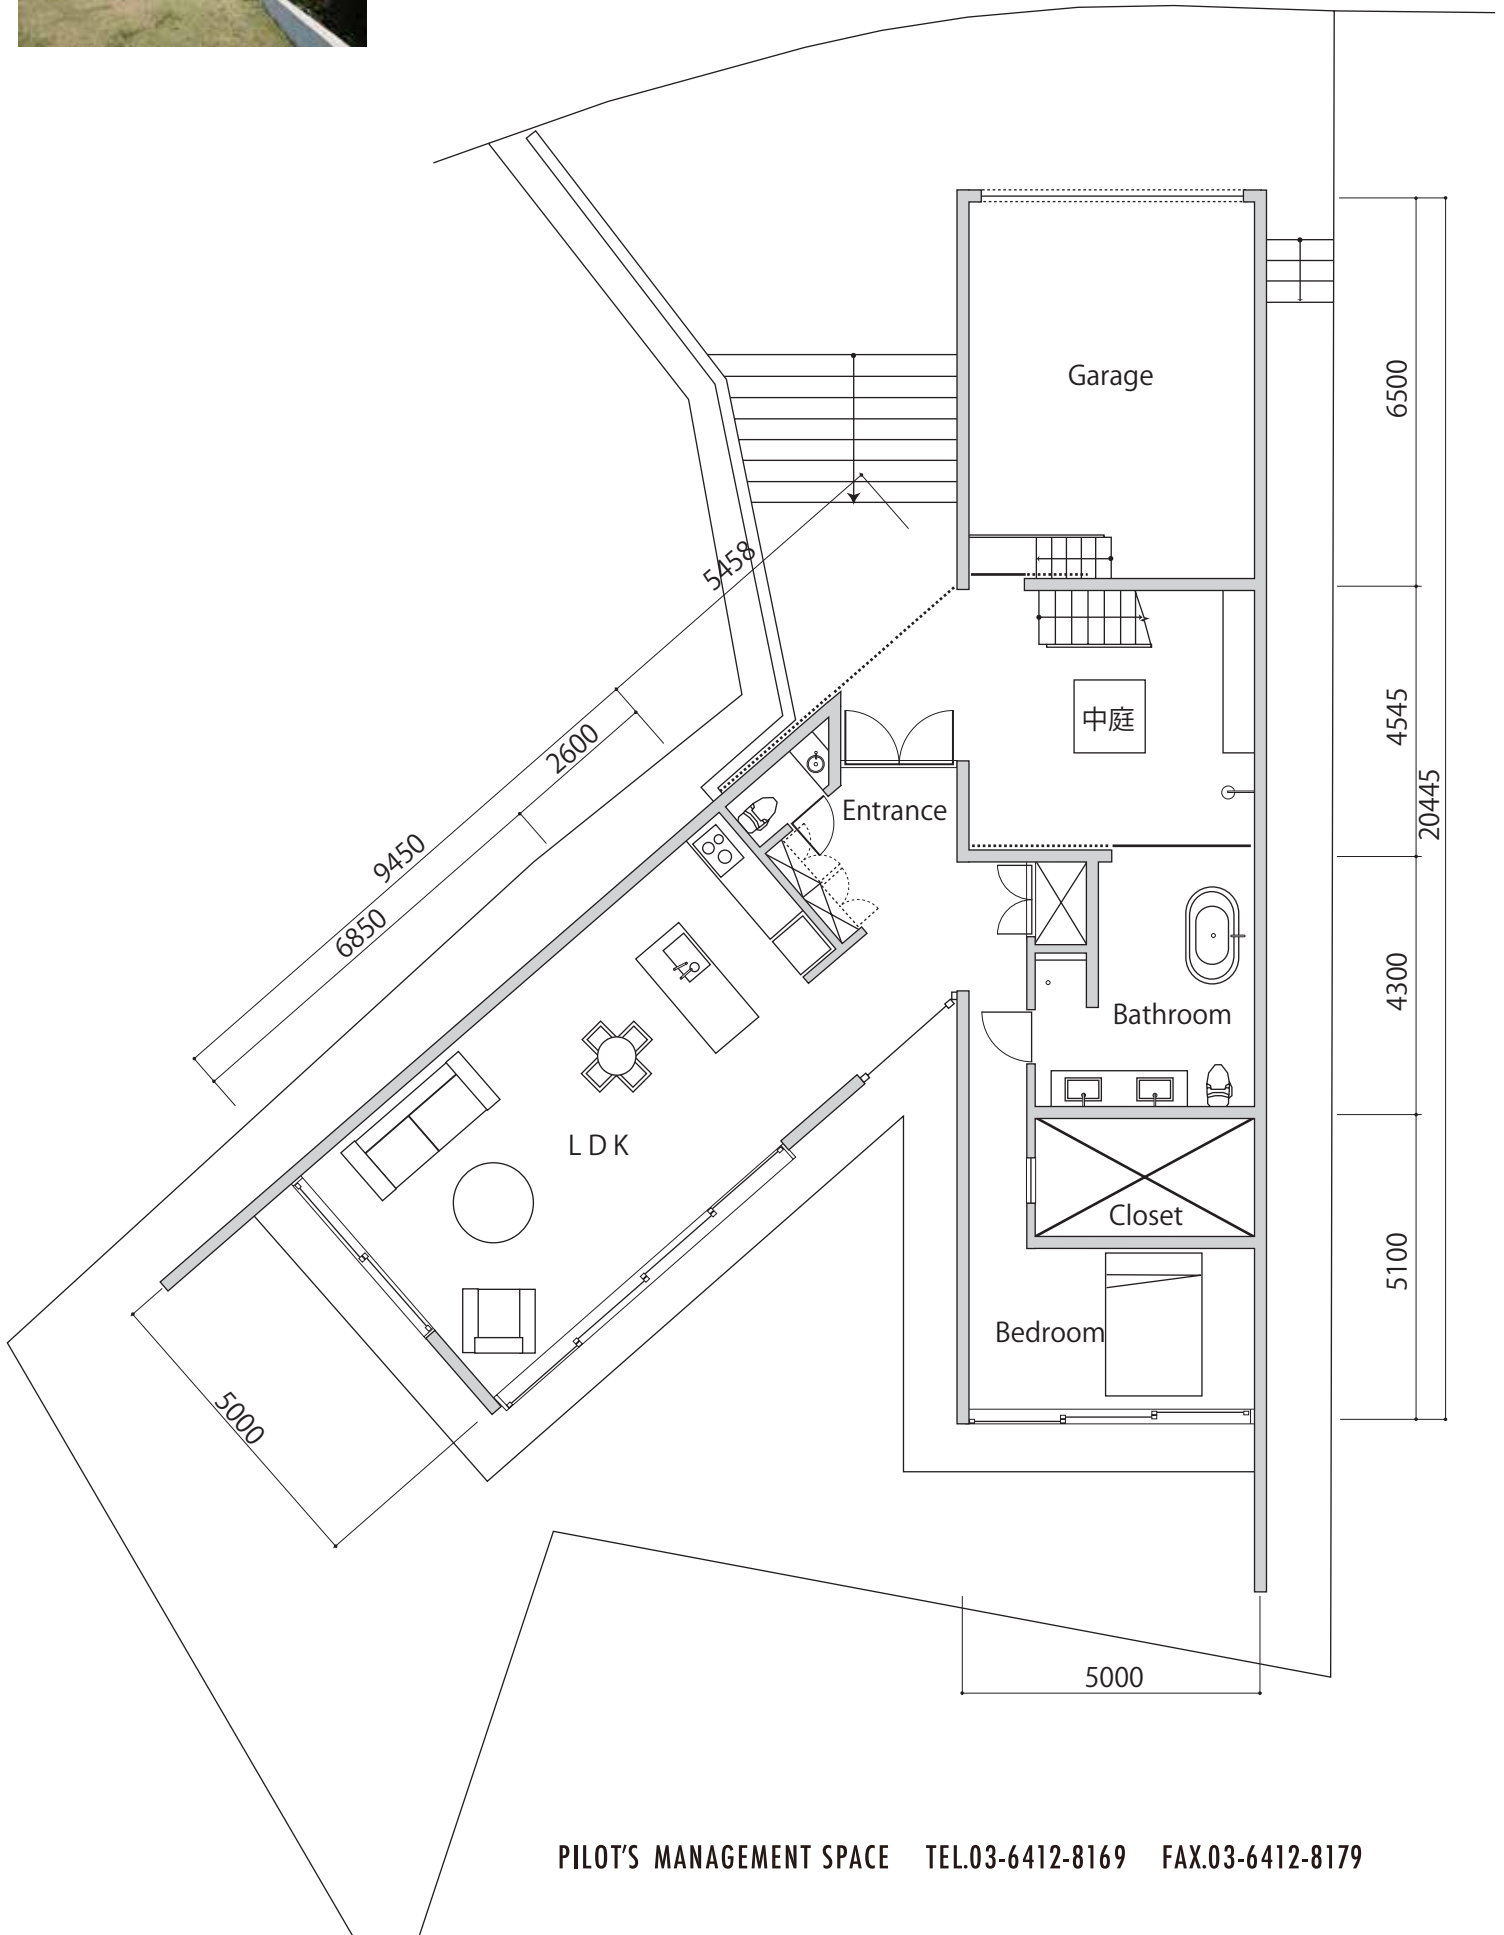 Garage
6500
5458
中庭
4545
2600
Entrance
20445
9450
6850
4300
Bathroom
LDK
Closet
5100
Bedroom
5000
5000
PILOT'S MANAGEMENT SPACE TEL.03-6412-8169 FAX.03-6412-8179